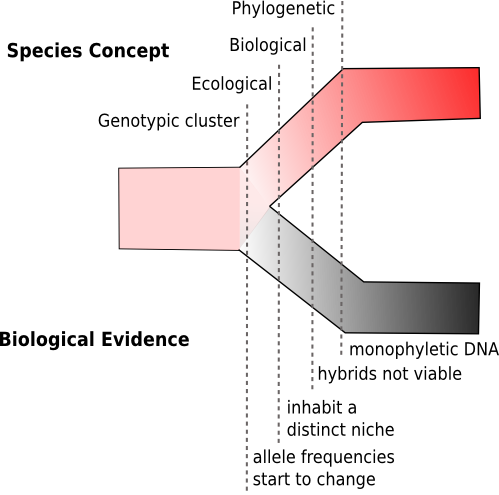 Phylogenetic
Species Concept
Biological
Ecological
Genotypic cluster
Biological Evidence
monophyletic DNA
hybrids not viable
inhabit a
distinct niche
allele frequencies
start to change